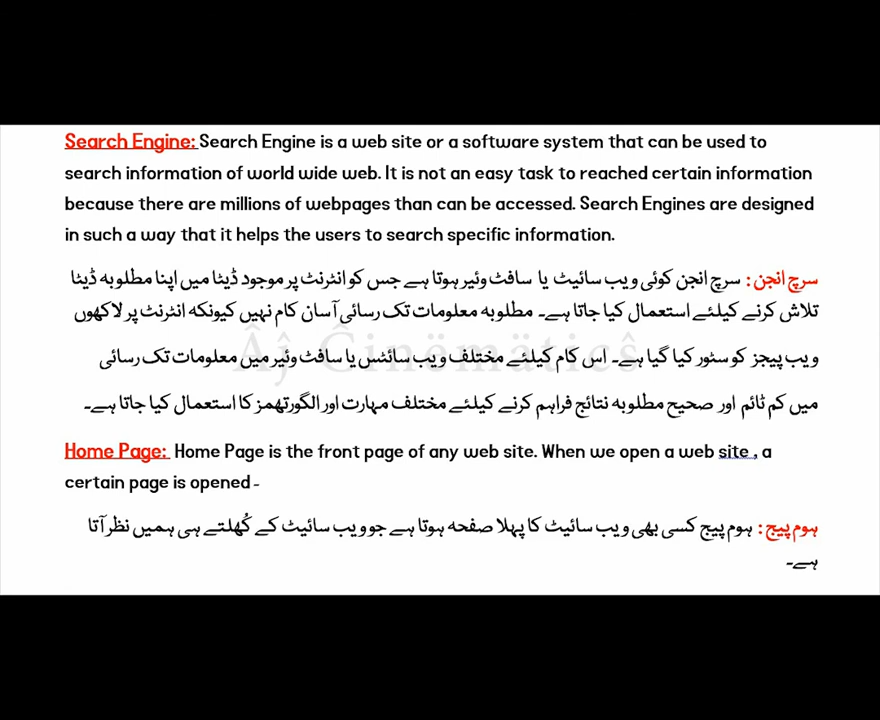 Search Engine: Search Engine is a web site or a software system that can be used to
search information of world wide web. It is not an easy task to reached certain information
because there are millions of webpages than can be accessed. Search Engines are designed
in such a way that it helps the users to search specific information.
سرچ انجن : سرچ انجن کوئی ویب سائیٹ یا سافٹ وئیر ہوتا ہے جس کو انٹرنٹ پر موجود ڈیٹا میں اپنا مطلوبہ ڈیٹا
تلاش کرنے کیلئے استعمال کیا جاتا ہے۔ مطلوبہ معلومات تک رسائی آسان کام نہیں کیونکہ انٹرنٹ پر لاکھوں
ویب پیجز کو سٹور کیا گیا ہے۔ اس کام کیلئے مختلف ویب سائٹس یا سافٹ وئیر میں معلومات تک رسائی
Âĵ Ĉinëmäticŝ
میں کم ٹائم اور صحیح مطلوبہ نتائج فراہم کرنے کیلئے مختلف مہارت اور الگورتھمز کا استعمال کیا جاتا ہے۔
Home Page: Home Page is the front page of any web site. When we open a web site , a
certain page is opened -
ہوم پیج : ہوم پیج کسی بھی ویب سائیٹ کا پہلا صفحہ ہوتا ہے جو ویب سائیٹ کے کُھلتے ہی ہمیں نظر آتا
ہے۔